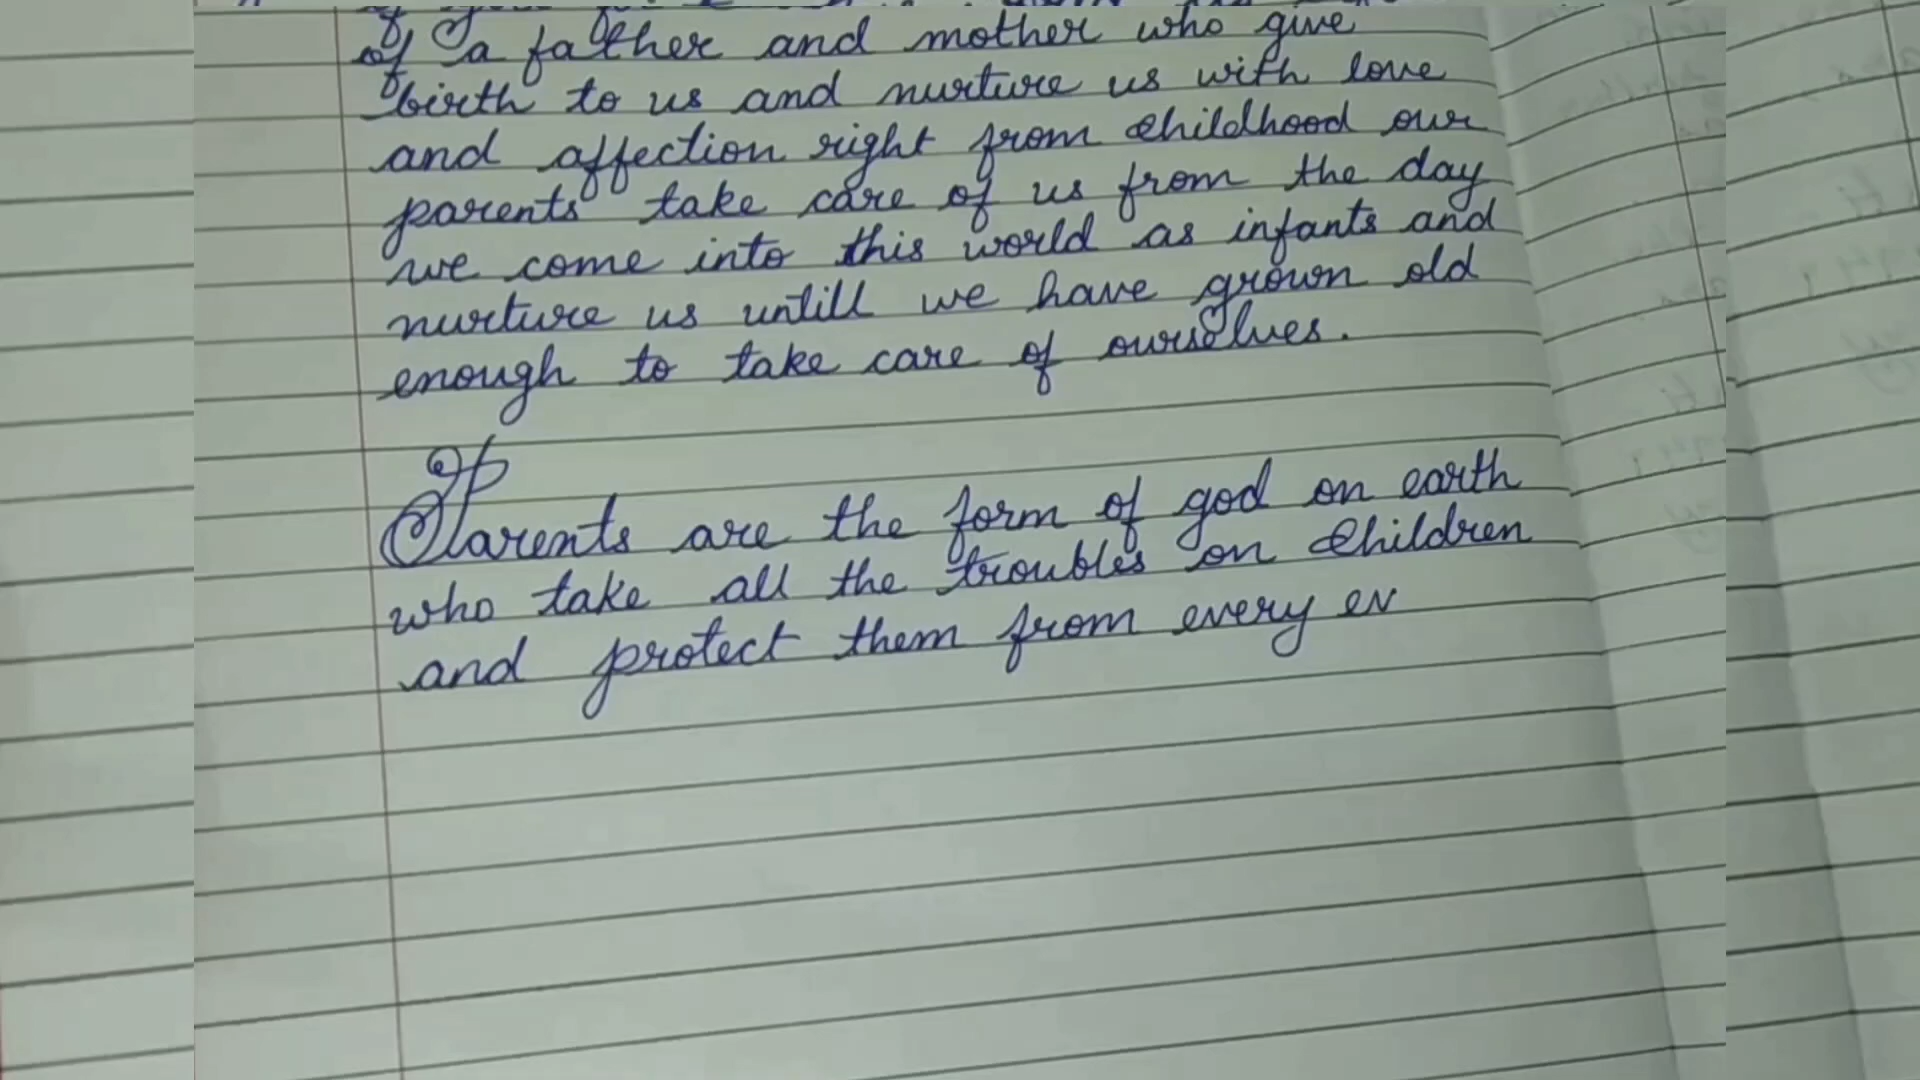 of a father and mother who give
birth to us and nurture us with love
and affection right from childhood our
parents take care of us from the day
we come into this world as infants and
nurture us untill we have grown old
enough to take care of ourselves.
Parents are the form of god on earth
who take all the troubles on children
and protect them from every ev